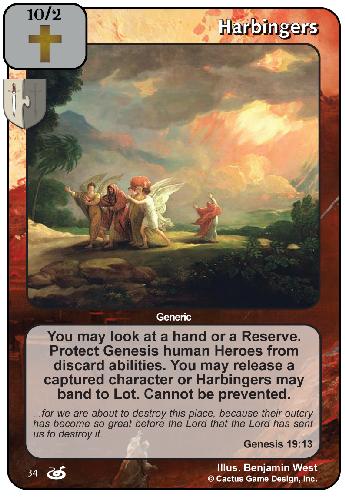 10/2
Harbingers
Generic
You may look at a hand or a Reserve.
Protect Genesis human Heroes from
discard abilities. You may release a
captured character or Harbingers may
band to Lot. Cannot be prevented.
...for we are about to destroy this place, because their outcry
has become so great before the Lord that the Lord has sent
us to destroy it.
Genesis 19:13
34
Illus. Benjamin West
© Cactus Game Design, Inc.